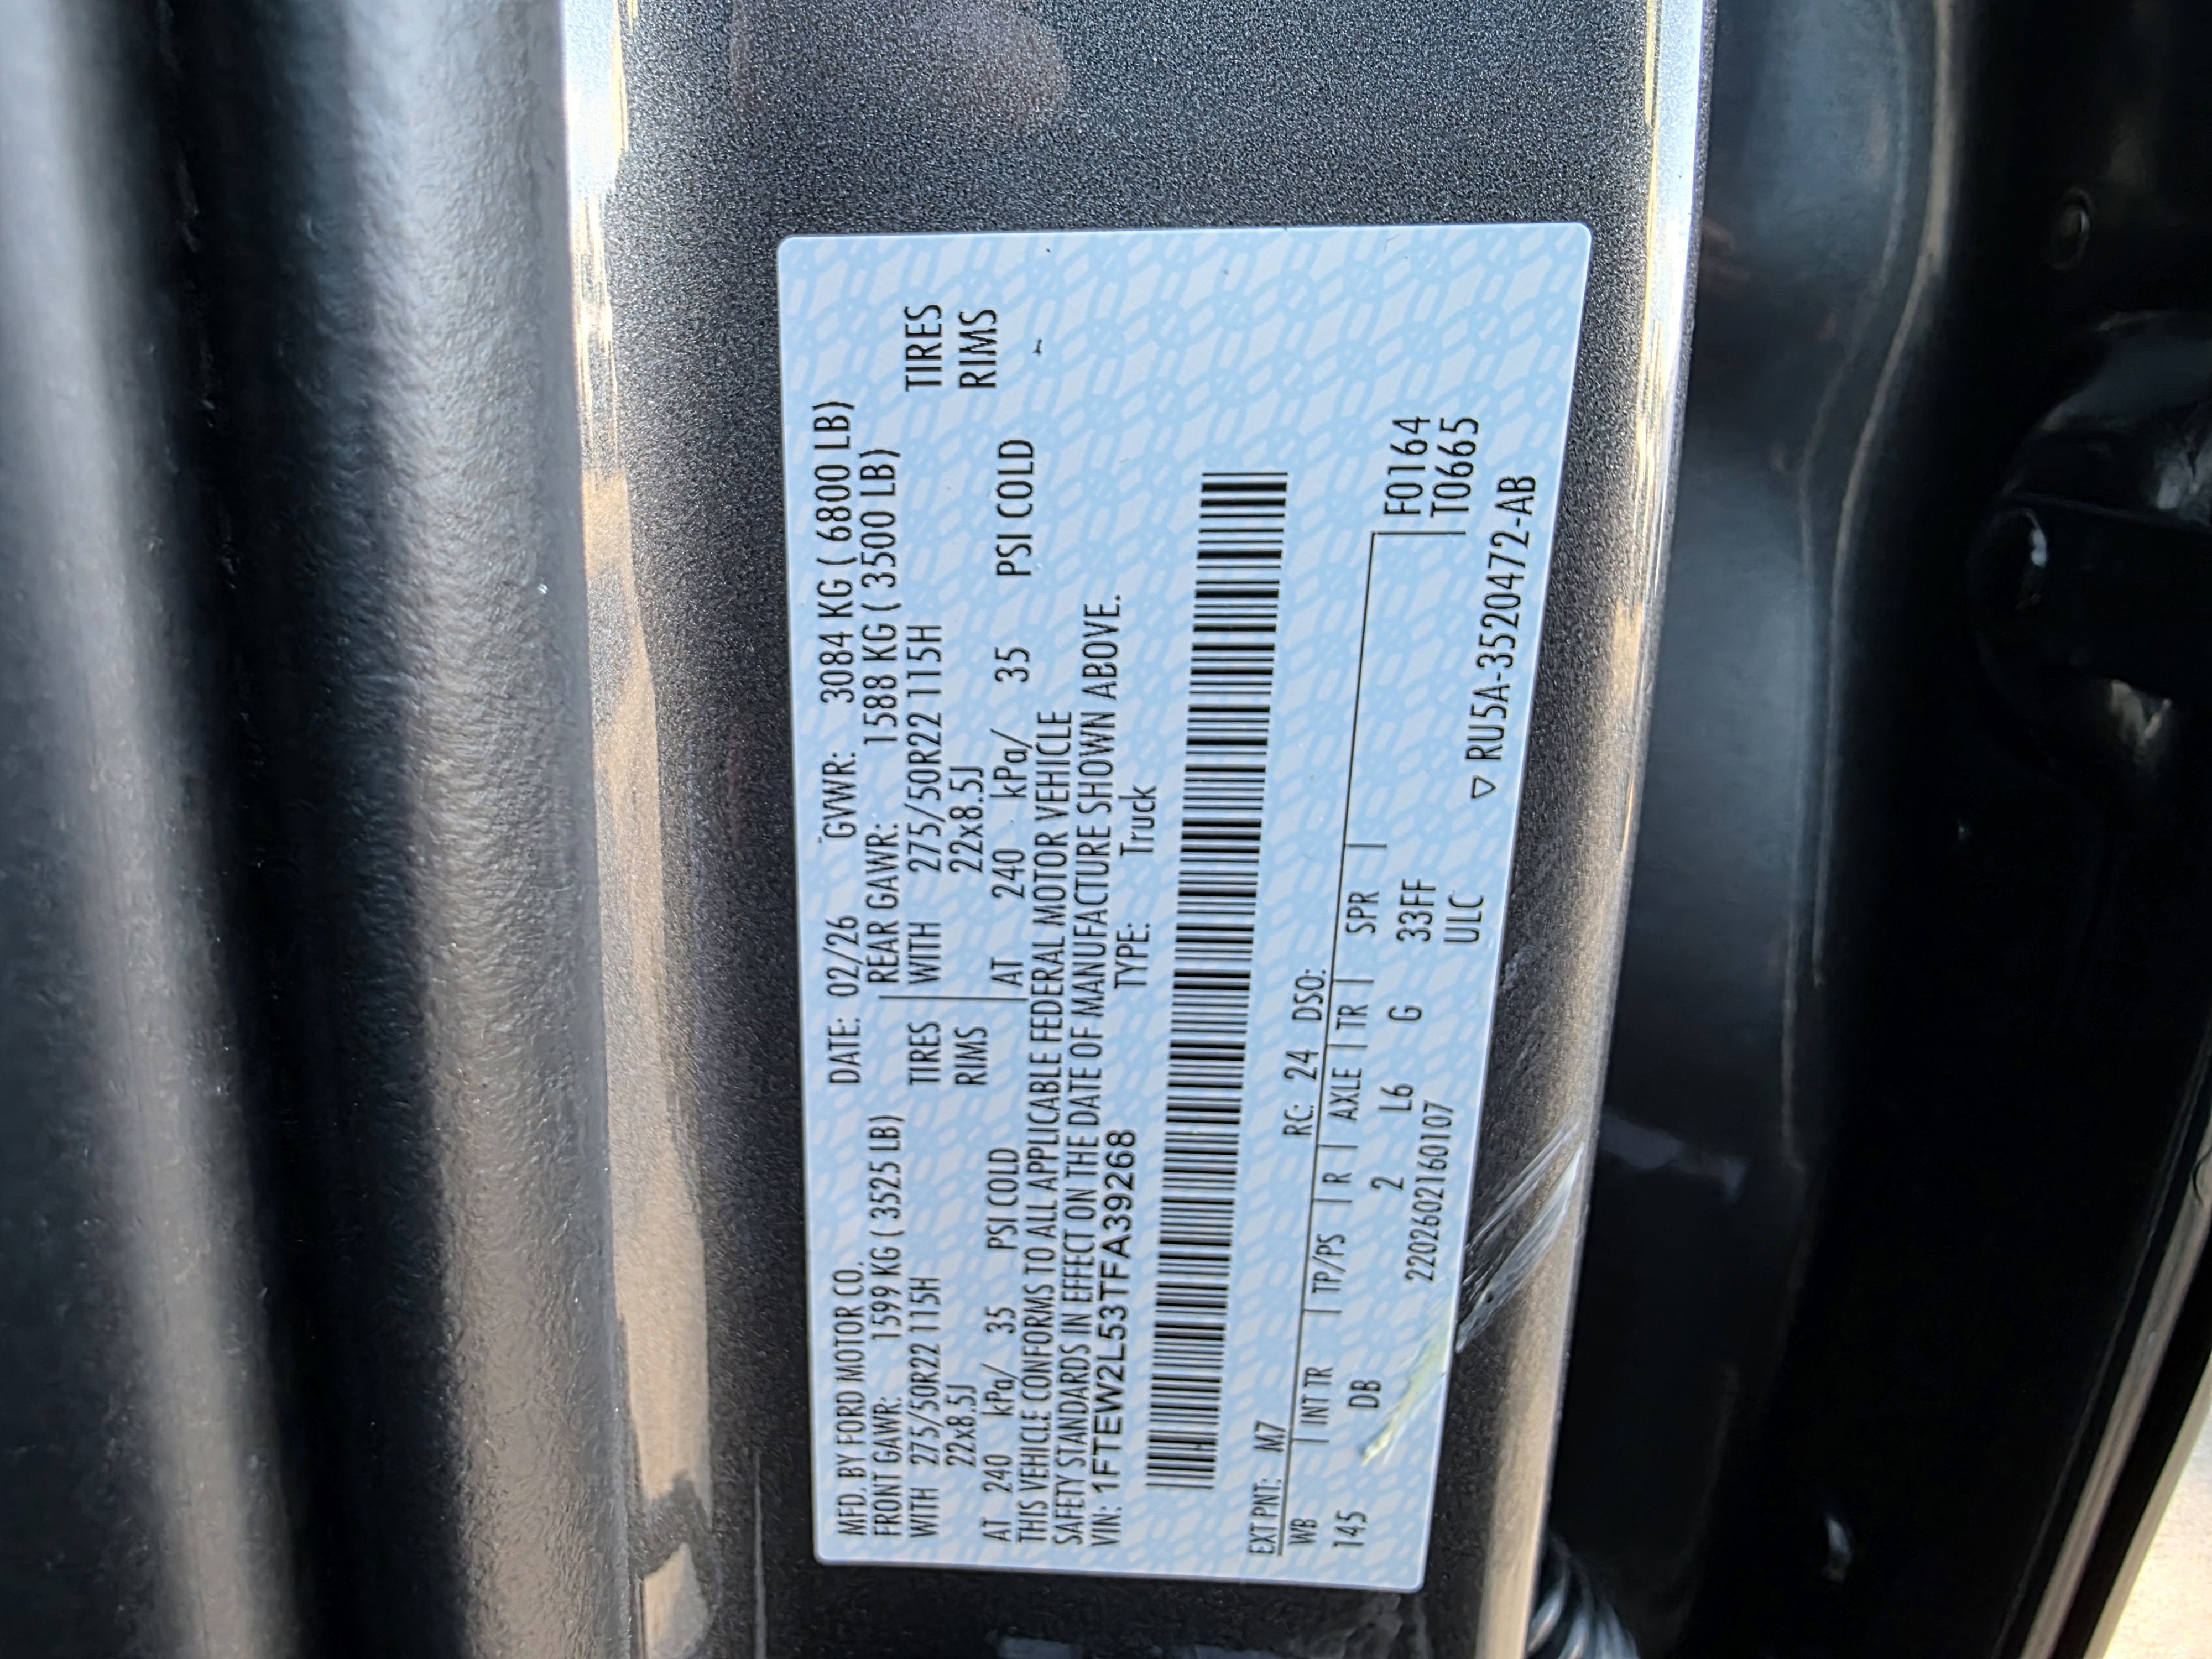 MFD. BY FORD MOTOR CO. DATE: 02/26 GVWR: 3084 KG ( 6800 LB)
FRONT GAWR: 1599 KG ( 3525 LB) REAR GAWR: 1588 KG ( 3500 LB)
WITH 275/50R22 115H TIRES WITH 275/50R22 115H TIRES
22x8.5J RIMS 22x8.5J RIMS
AT 240 kPa/ 35 PSI COLD AT 240 kPa/ 35 PSI COLD
THIS VEHICLE CONFORMS TO ALL APPLICABLE FEDERAL MOTOR VEHICLE
SAFETY STANDARDS IN EFFECT ON THE DATE OF MANUFACTURE SHOWN ABOVE.
VIN: 1FTEW2L53TFA39268 TYPE: Truck
EXT PNT: M7 RC: 24 DSO:
WB | INT TR | TP/PS | R | AXLE | TR | SPR |
145 DB 2 L6 G 33FF F0164
220260216010​7 ULC T0665
▽ RU5A-3520472-AB